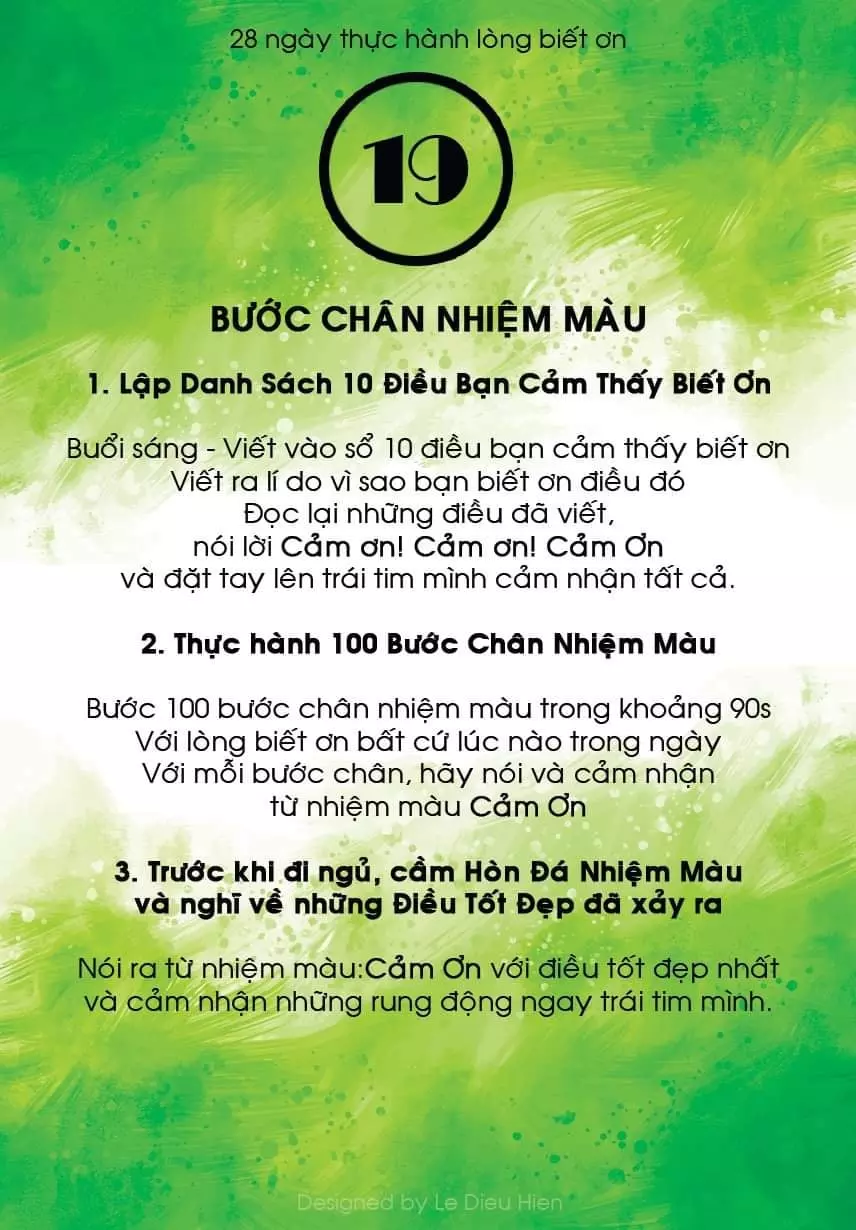 28 ngày thực hành lòng biết ơn
19
BƯỚC CHÂN NHIỆM MÀU
1. Lập Danh Sách 10 Điều Bạn Cảm Thấy Biết Ơn
Buổi sáng - Viết vào sổ 10 điều bạn cảm thấy biết ơn
Viết ra lí do vì sao bạn biết ơn điều đó
Đọc lại những điều đã viết,
nói lời Cảm ơn! Cảm ơn! Cảm Ơn
và đặt tay lên trái tim mình cảm nhận tất cả.
2. Thực hành 100 Bước Chân Nhiệm Màu
Bước 100 bước chân nhiệm màu trong khoảng 90s
Với lòng biết ơn bất cứ lúc nào trong ngày
Với mỗi bước chân, hãy nói và cảm nhận
từ nhiệm màu Cảm Ơn
3. Trước khi đi ngủ, cầm Hòn Đá Nhiệm Màu
và nghĩ về những Điều Tốt Đẹp đã xảy ra
Nói ra từ nhiệm màu:Cảm Ơn với điều tốt đẹp nhất
và cảm nhận những rung động ngay trái tim mình.
Designed by Le Dieu Hien